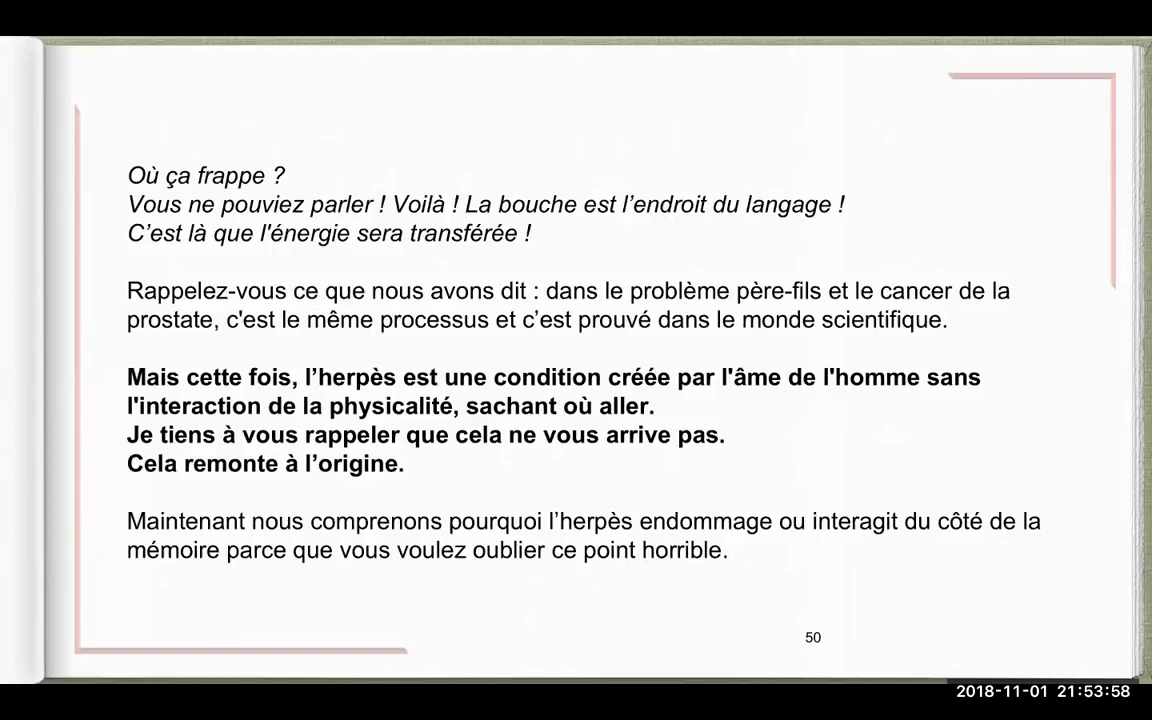 Où ça frappe ?
Vous ne pouviez parler ! Voilà ! La bouche est l’endroit du langage !
C’est là que l'énergie sera transférée !
Rappelez-vous ce que nous avons dit : dans le problème père-fils et le cancer de la
prostate, c'est le même processus et c’est prouvé dans le monde scientifique.
Mais cette fois, l’herpès est une condition créée par l'âme de l'homme sans
l'interaction de la physicalité, sachant où aller.
Je tiens à vous rappeler que cela ne vous arrive pas.
Cela remonte à l’origine.
Maintenant nous comprenons pourquoi l’herpès endommage ou interagit du côté de la
mémoire parce que vous voulez oublier ce point horrible.
50
2018-11-01 21:53:58